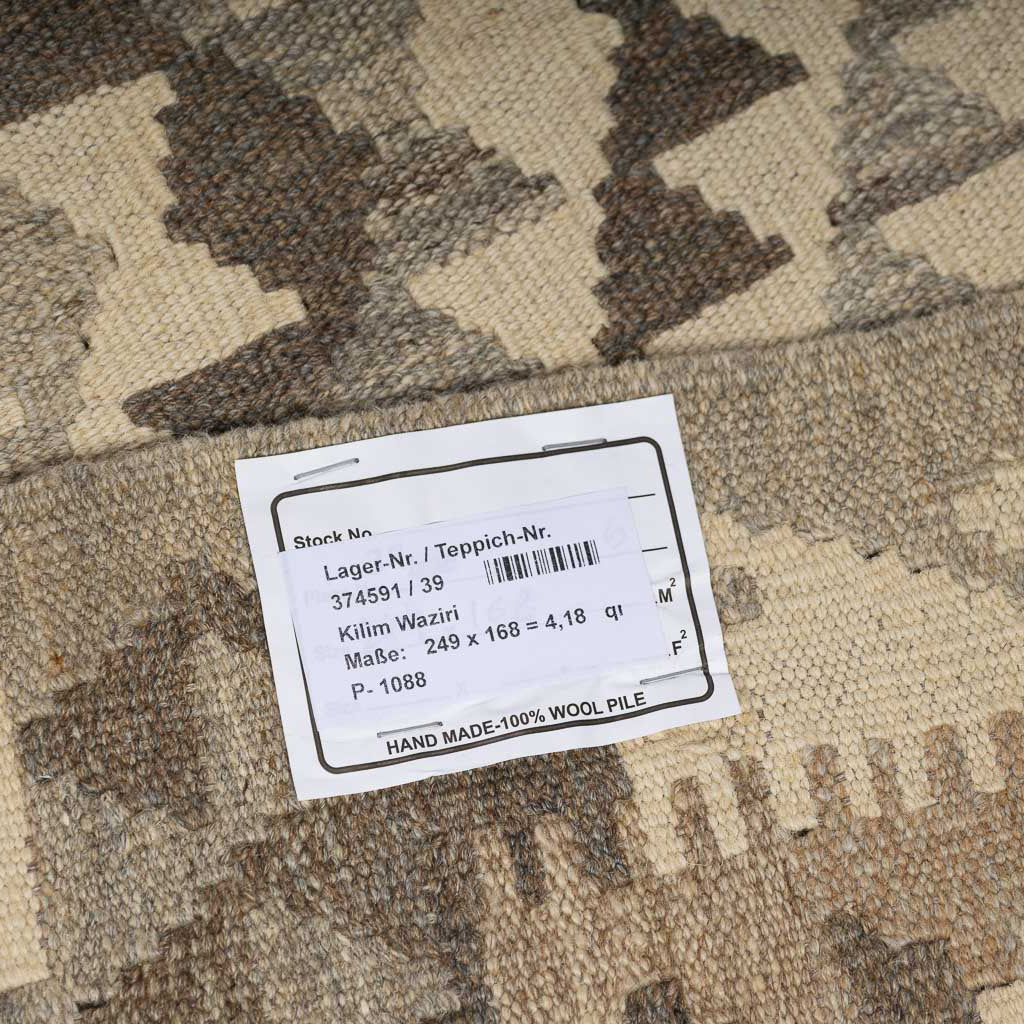 Stock No
Lager-Nr. / Teppich-Nr.
374591 / 39
Kilim Waziri
Maße: 249 x 168 = 4,18 qr
P- 1088
M²
F²
HAND MADE-100% WOOL PILE